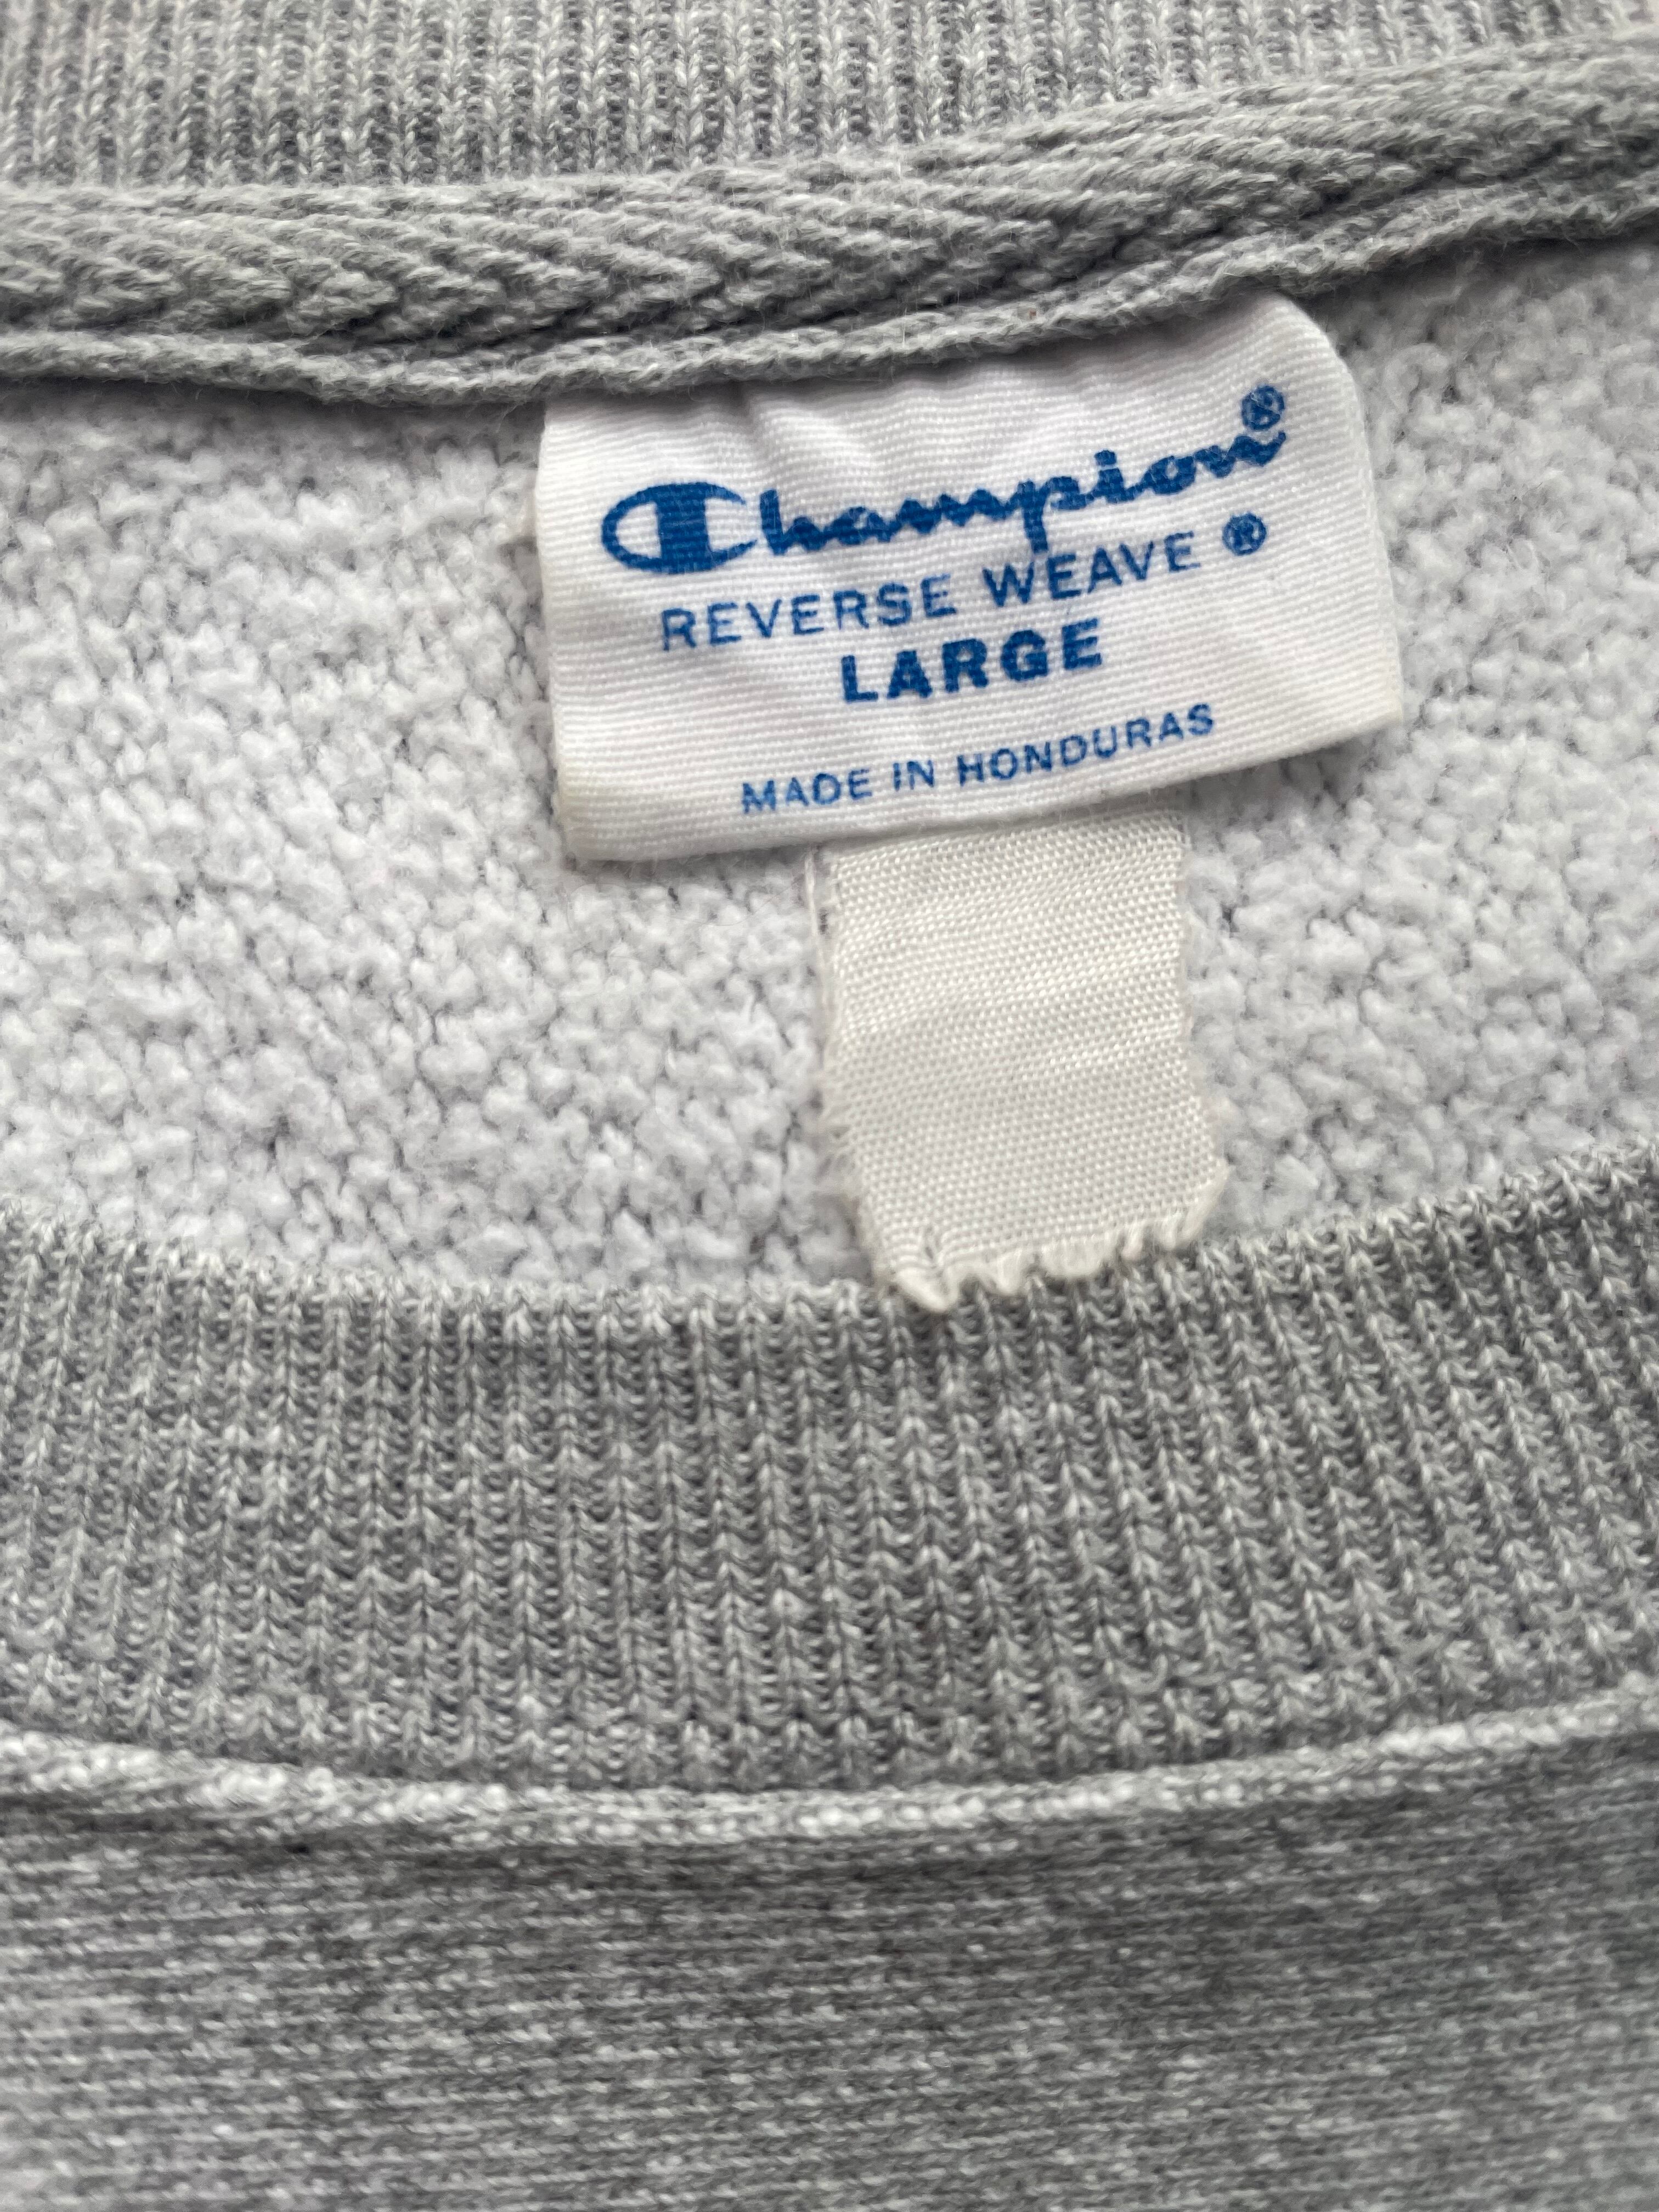 Champion®
REVERSE WEAVE ®
LARGE
MADE IN HONDURAS